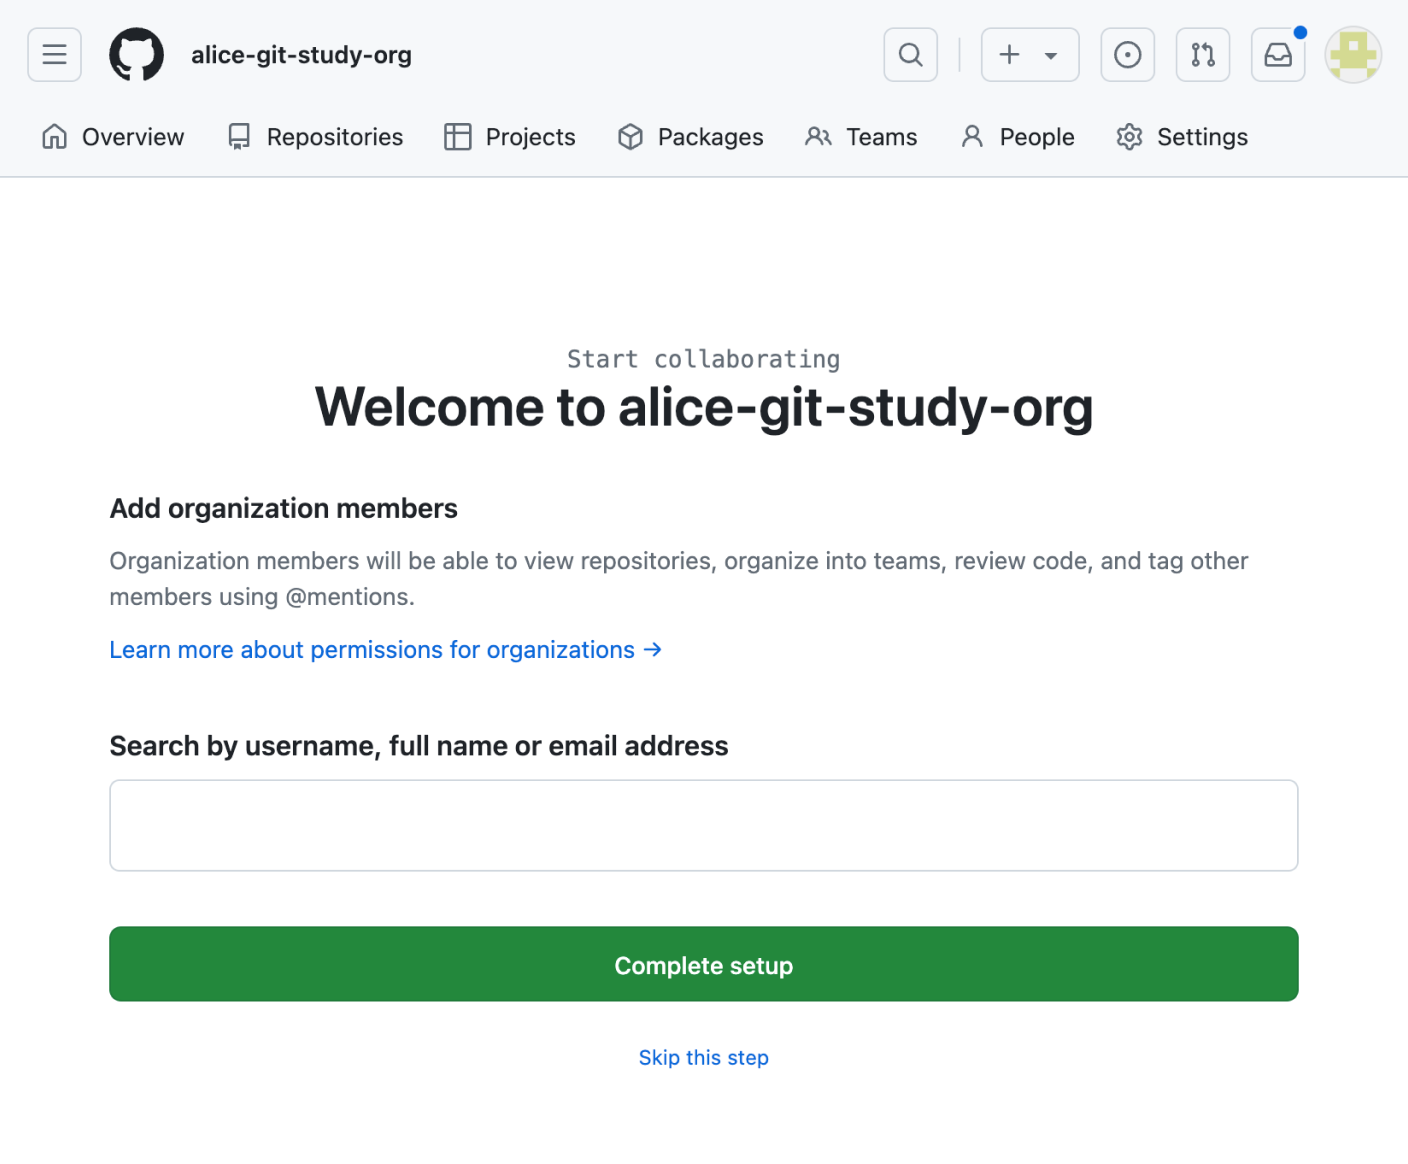 alice-git-study-org
Overview
Repositories
Projects
Packages
Teams
People
Settings
Start collaborating
Welcome to alice-git-study-org
Add organization members
Organization members will be able to view repositories, organize into teams, review code, and tag other
members using @mentions.
Learn more about permissions for organizations →
Search by username, full name or email address
Complete setup
Skip this step